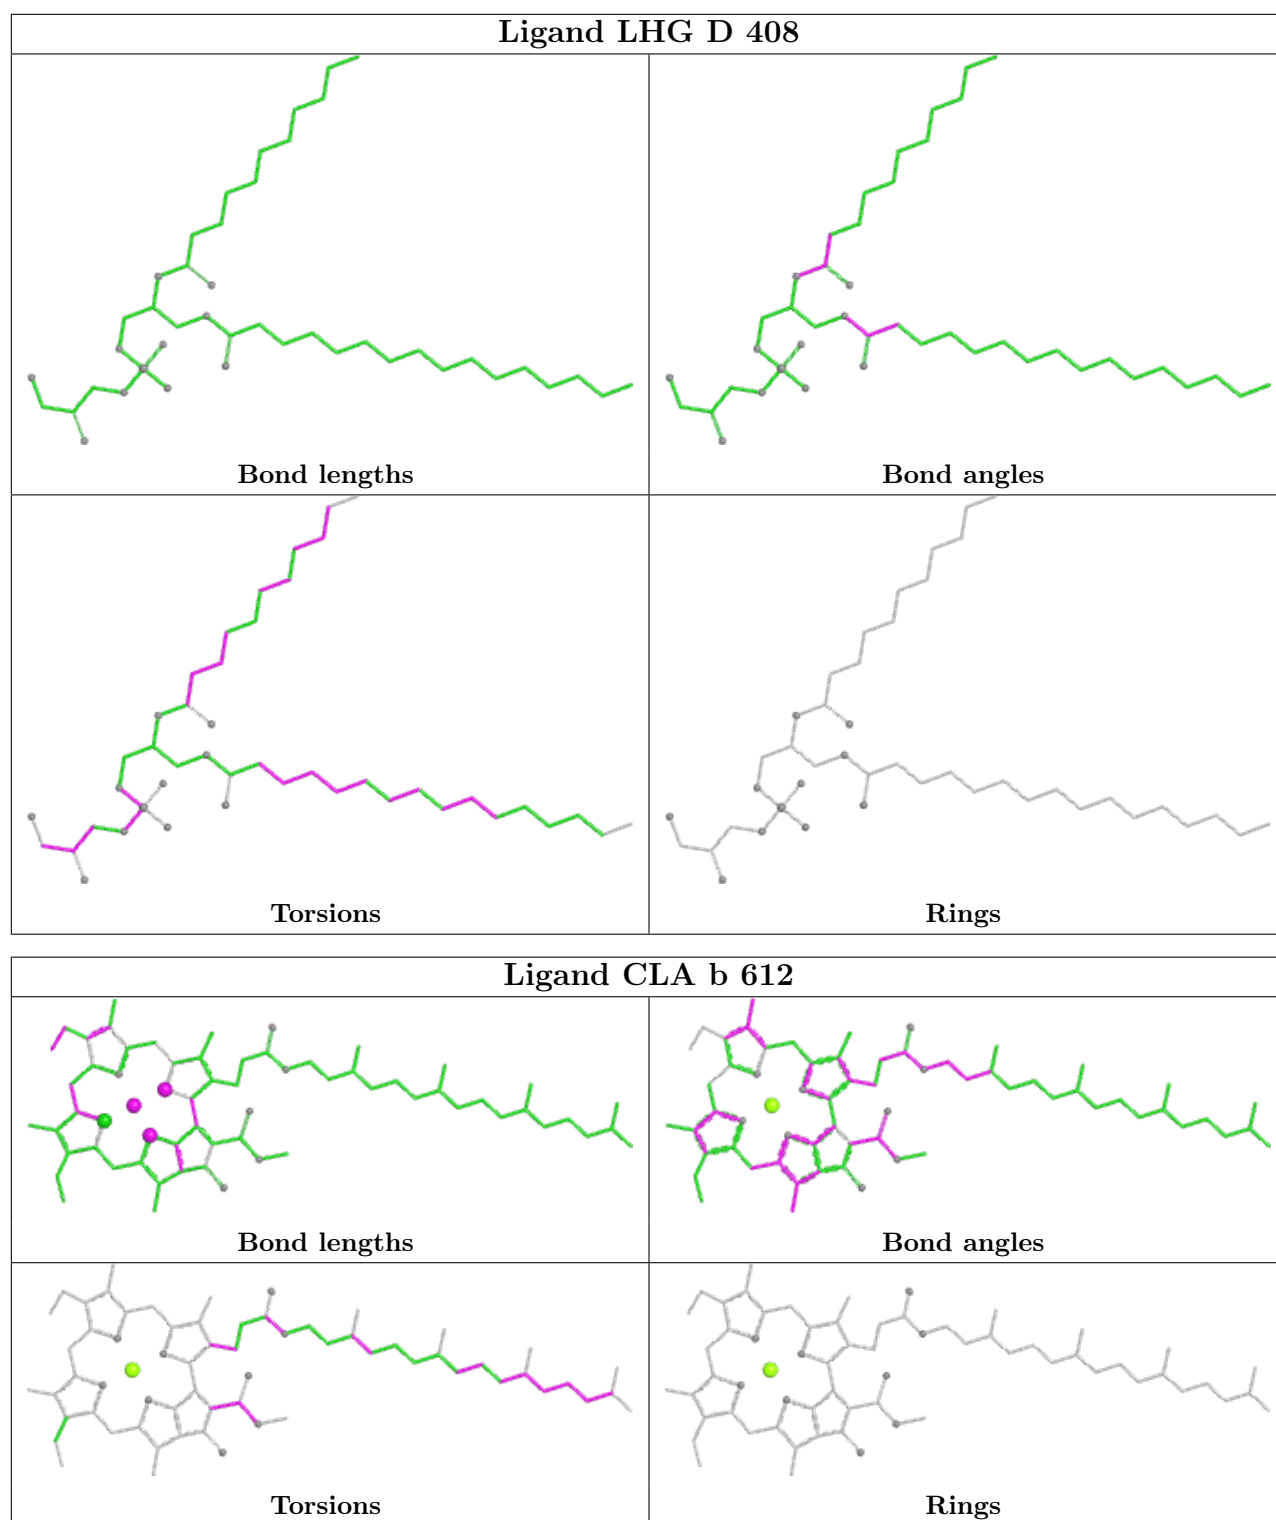 Ligand LHG D 408
Bond lengths
Bond angles
Torsions
Rings
Ligand CLA b 612
Bond lengths
Bond angles
Torsions
Rings